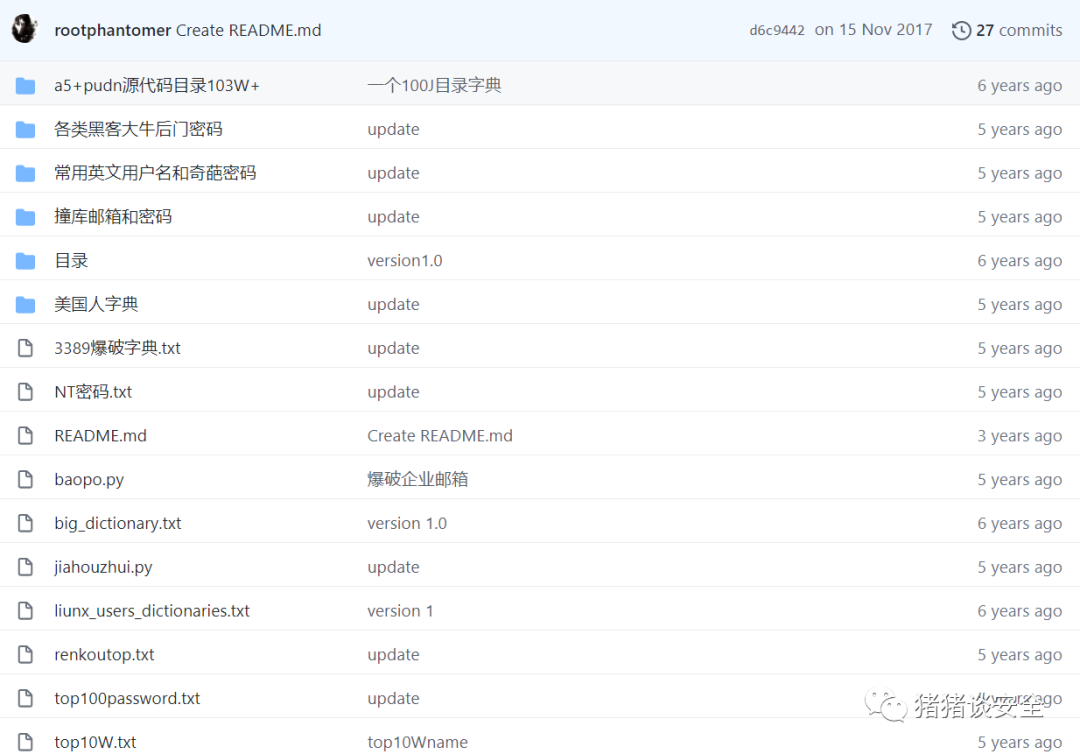 rootphantomer Create README.md d6c9442 on 15 Nov 2017 27 commits
a5+pudn源代码目录103W+ 一个100J目录字典 6 years ago
各类黑客大牛后门密码 update 5 years ago
常用英文用户名和奇葩密码 update 5 years ago
撞库邮箱和密码 update 5 years ago
目录 version1.0 6 years ago
美国人字典 update 5 years ago
3389爆破字典.txt update 5 years ago
NT密码.txt update 5 years ago
README.md Create README.md 3 years ago
baopo.py 爆破企业邮箱 5 years ago
big_dictionary.txt version 1.0 6 years ago
jiahouzhui.py update 5 years ago
liunx_users_dictionaries.txt version 1 6 years ago
renkoutop.txt update 5 years ago
top100password.txt update ago
猪猪谈安全
top10W.txt top10Wname 5 years ago